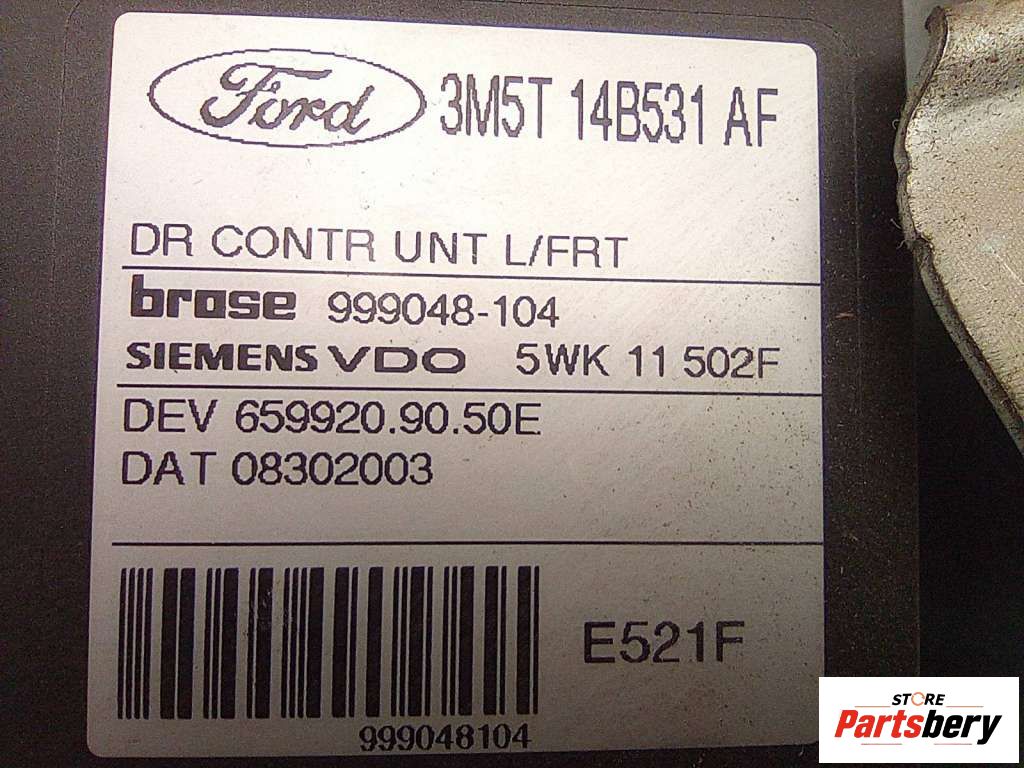 Ford 3M5T 14B531 AF
DR CONTR UNT L/FRT
brose 999048-104
SIEMENS VDO 5WK 11 502F
DEV 659920.90.50E
DAT 08302003
E521F
999048104
STORE
Partsbery